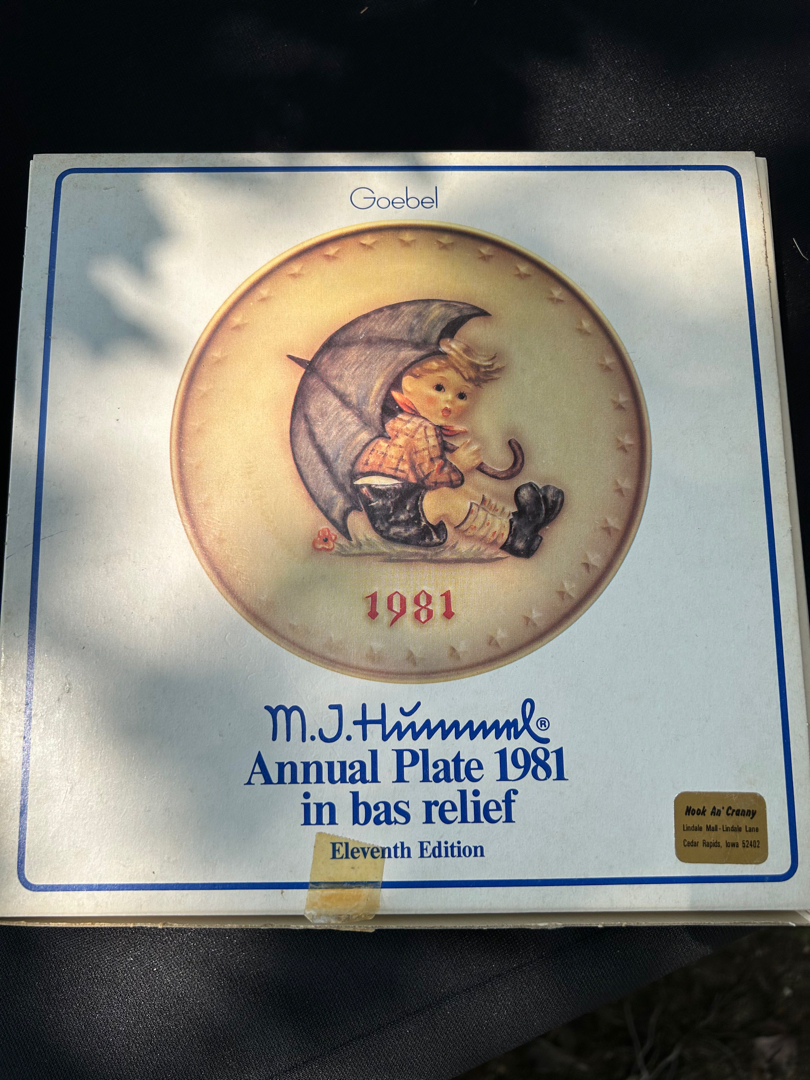 Goebel
1981
M.J.Hummel®
Annual Plate 1981
in bas relief
Eleventh Edition
Nook An' Cranny
Lindale Mall - Lindale Lane
Cedar Rapids, Iowa 52402